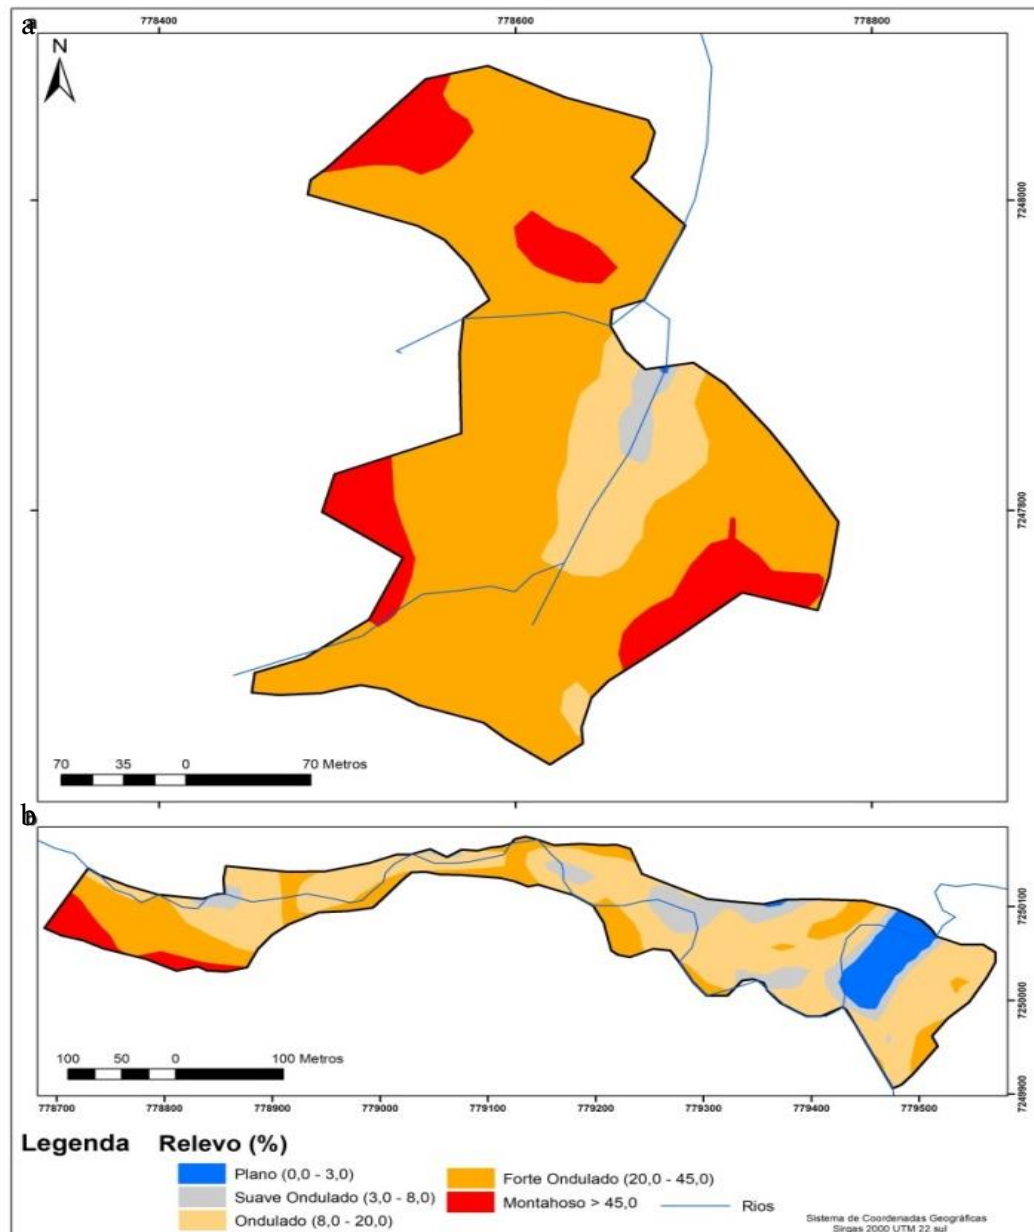 a
778400 778600 778800
N
7248000
7247800
70 35 0 70 Metros
b
7250100
7250000
7249900
100 50 0 100 Metros
778700 778800 778900 779000 779100 779200 779300 779400 779500
Legenda Relevo (%)
Plano (0,0 - 3,0)
Suave Ondulado (3,0 - 8,0)
Ondulado (8,0 - 20,0)
Forte Ondulado (20,0 - 45,0)
Montahoso > 45,0
Rios
Sistema de Coordenadas Geográficas
Sirgas 2000 UTM 22 sul